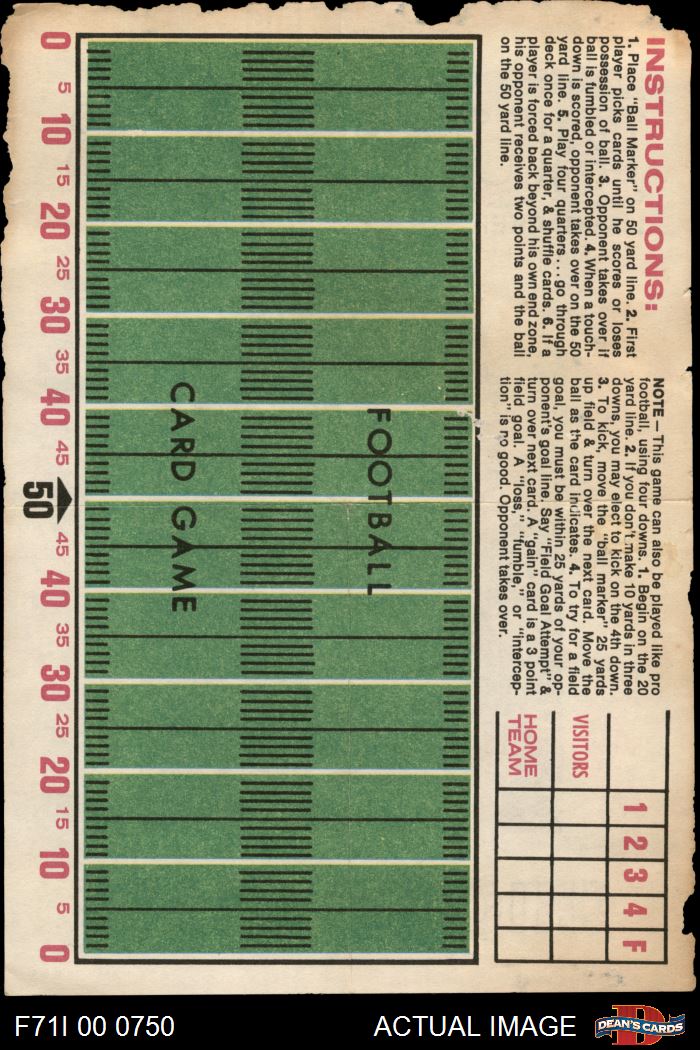 INSTRUCTIONS:
1. Place "Ball Marker" on 50 yard line. 2. First
player picks cards until he scores or loses
possession of ball. 3. Opponent takes over if
ball is fumbled or intercepted. 4. When a touch-
down is scored, opponent takes over on the 50
yard line. 5. Play four quarters . . . go through
deck once for a quarter, & shuffle cards. 6. If a
player is forced back beyond his own end zone,
his opponent receives two points and the ball
on the 50 yard line.
NOTE — This game can also be played like pro
football, using four downs. 1. Begin on the 20
yard line. 2. If you don't make 10 yards in three
downs, you may elect to kick on the 4th down.
3. To kick, move the "ball marker" 25 yards
up field & turn over the next card. Move the
ball as the card indicates. 4. To try for a field
goal, you must be within 25 yards of your op-
ponent's goal line. Say "Field Goal Attempt" &
turn over next card. A "gain" card is a 3 point
field goal. A "loss," "fumble," or "intercep-
tion" is no good. Opponent takes over.
1 2 3 4 F
VISITORS
HOME
TEAM
FOOTBALL
CARD GAME
0 5 10 15 20 25 30 35 40 45 50 45 40 35 30 25 20 15 10 5 0
F71I 00 0750 ACTUAL IMAGE D DEAN'S CARDS